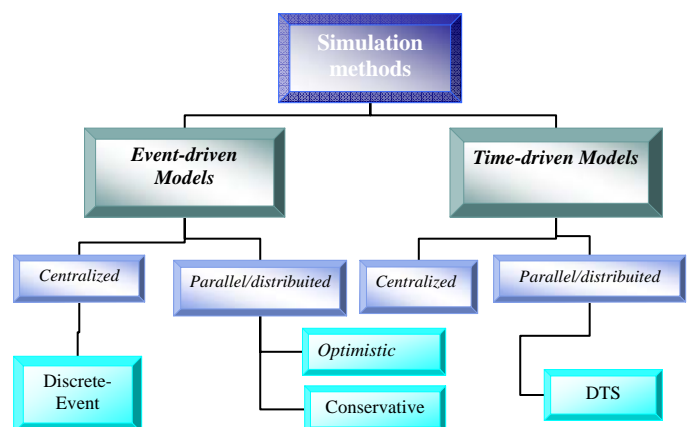 Simulation
methods
Event-driven
Models
Time-driven Models
Centralized
Parallel/distribuited
Centralized
Parallel/distribuited
Optimistic
Discrete-
Event
Conservative
DTS